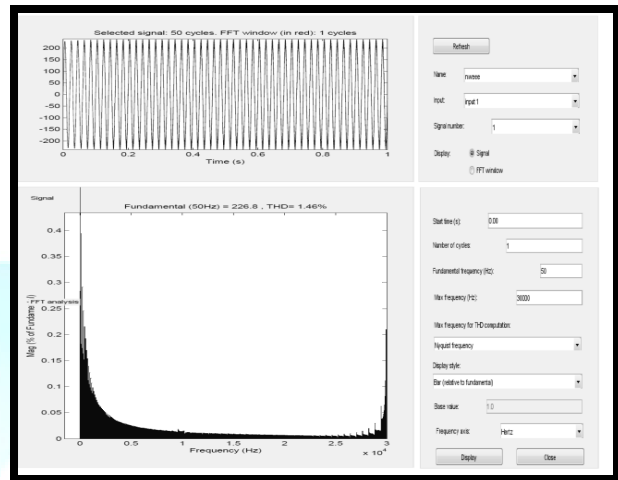 Selected signal: 50 cycles. FFT window (in red): 1 cycles
200
150
100
50
0
-50
-100
-150
-200
0
0.2
0.4
0.6
0.8
1
Time (s)
Refresh
Name
nweee
Input:
input 1
Signal number:
1
Display:
Signal
FFT window
Signal
Fundamental (50Hz) = 226.8 , THD= 1.46%
0.4
0.35
0.3
FFT analysis
0.25
0.2
0.15
0.1
0.05
0
Mag (% of Fundame
0
0.5
1
1.5
2
2.5
3
x 10⁴
Frequency (Hz)
Start time (s):
0.06
Number of cycles:
1
Fundamental frequency (Hz):
50
Max frequency (Hz):
30000
Max frequency for THD computation:
Nyquist frequency
Display style:
Bar (relative to fundamental)
Base value:
1.0
Frequency axis:
Hertz
Display
Close